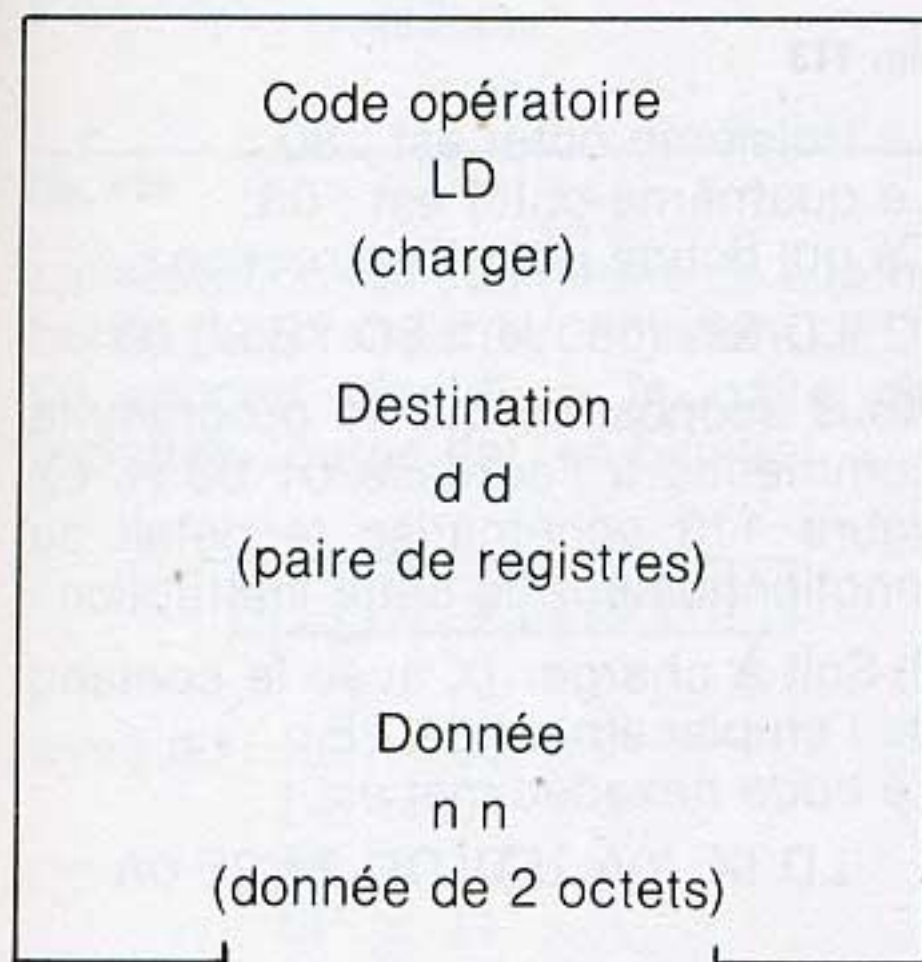 Code opératoire
LD
(charger)
Destination
d d
(paire de registres)
Donnée
n n
(donnée de 2 octets)